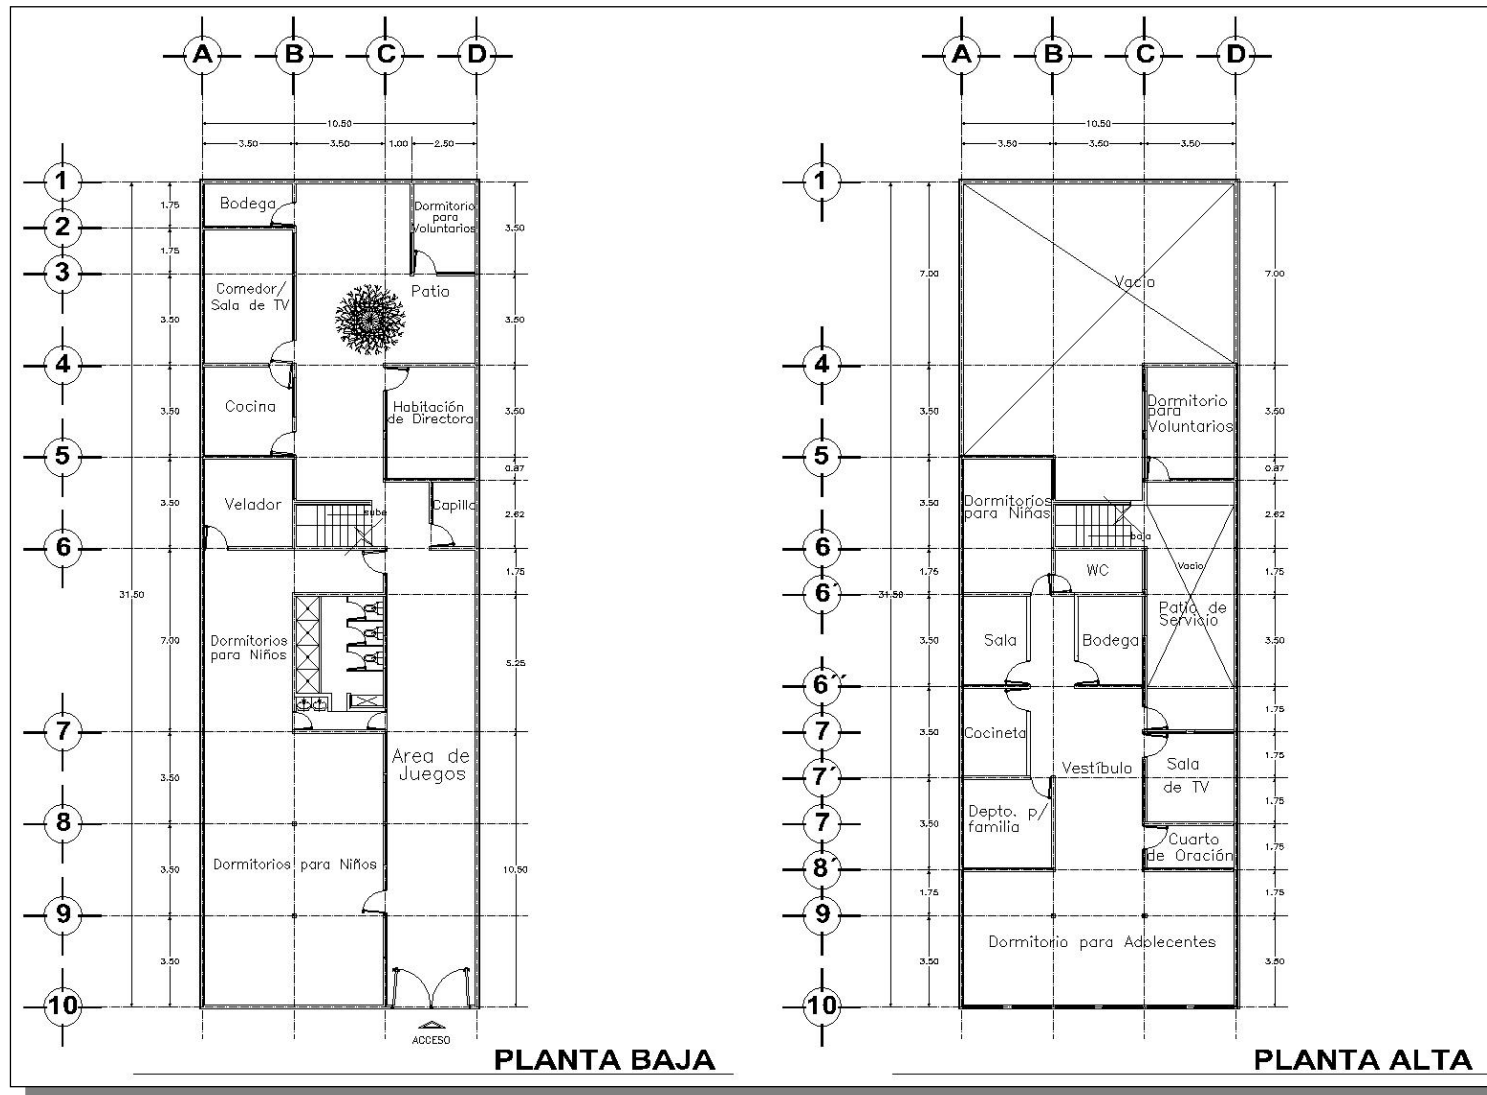 A B C D
10.50
3.50 3.50 1.00 2.50
1
1.75
Bodega
Dormitorio
para
Voluntarios
3.50
2
1.75
3
Comedor/
Sala de TV
Patio
3.50
3.50
4
3.50
Cocina
Habitación
de Directora
3.50
5
0.87
3.50
Velador
sube
Capilla
2.62
6
1.75
31.50
7.00
Dormitorios
para Niños
5.25
7
Area de
Juegos
3.50
8
Dormitorios para Niños
3.50
10.50
9
3.50
10
ACCESO
PLANTA BAJA
A B C D
10.50
3.50 3.50 3.50
1
7.00
Vacio
7.00
4
3.50
Dormitorio
para
Voluntarios
3.50
5
0.87
3.50
Dormitorios
para Niñas
2.62
baja
6
1.75
WC
Vacio
1.75
6´
31.50
Patio de
Servicio
3.50
Sala
Bodega
3.50
6´´
1.75
3.50
Cocineta
7
Vestíbulo
Sala
de TV
1.75
7´
1.75
3.50
Depto. p/
familia
7
Cuarto
de Oración
1.75
8´
1.75
1.75
9
Dormitorio para Adolecentes
3.50
3.50
10
PLANTA ALTA